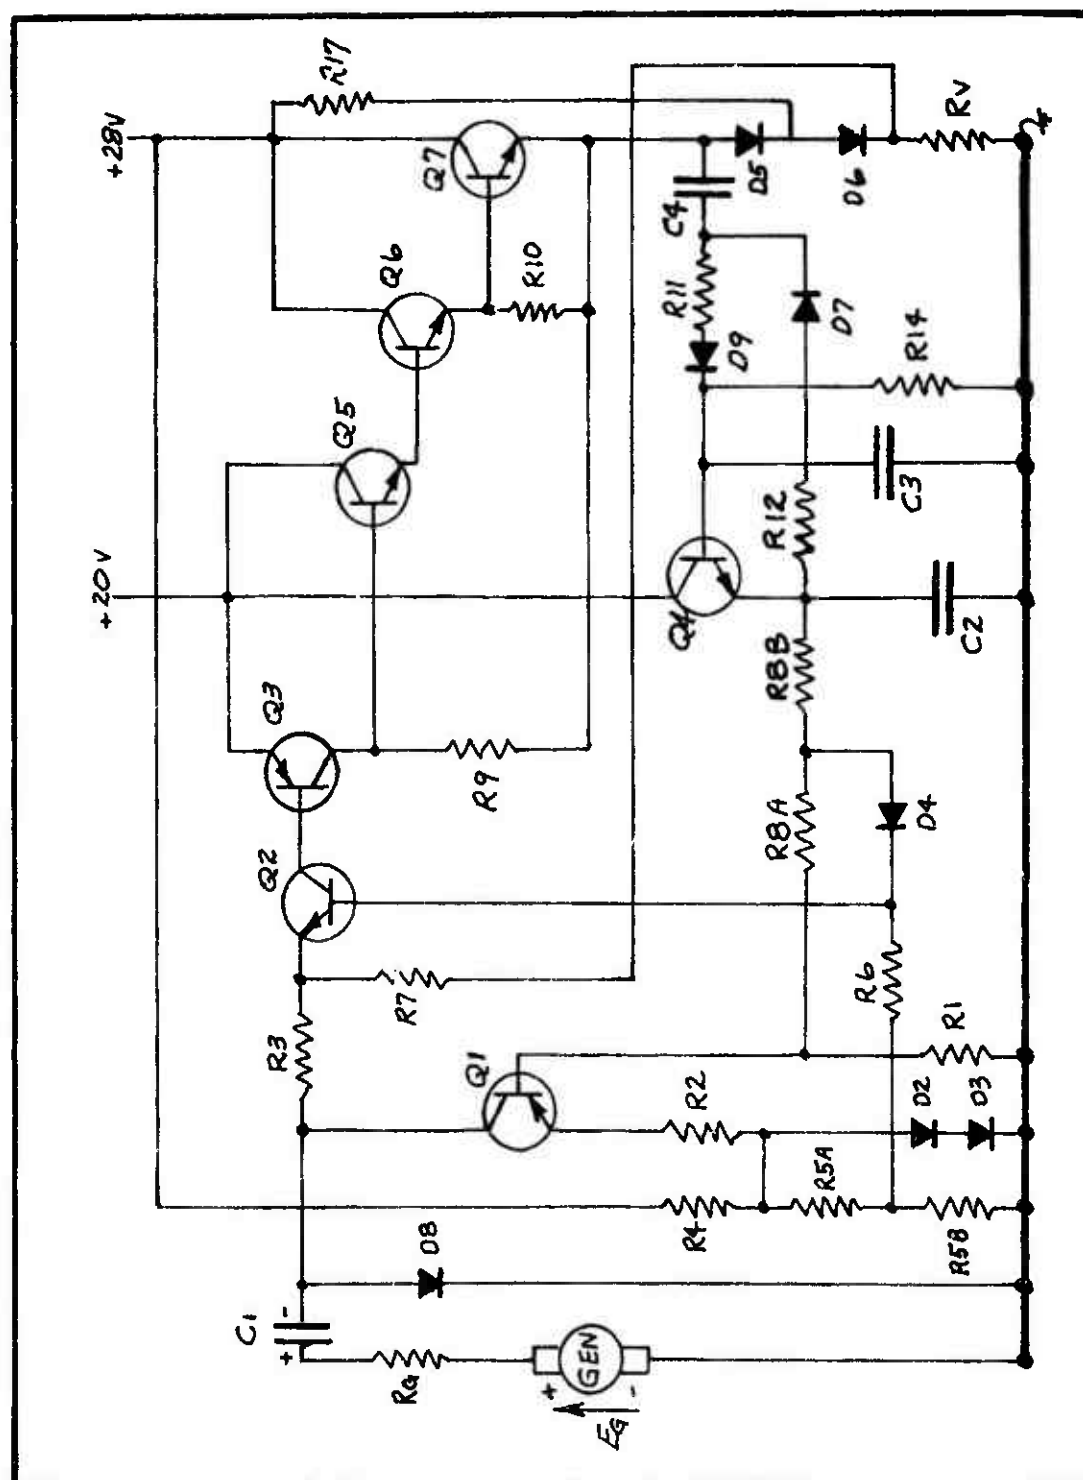 +28V
R17
Q7
Q6
R10
C4
D5
D6
RV
R11
D9
D7
R14
+20V
Q5
Q4
R12
C3
C2
Q3
R9
R8B
R8A
D4
Q2
R7
R6
R3
Q1
R2
R1
D2
D3
R4
R5A
R5B
D8
C1
+
-
RG
+
GEN
-
EG